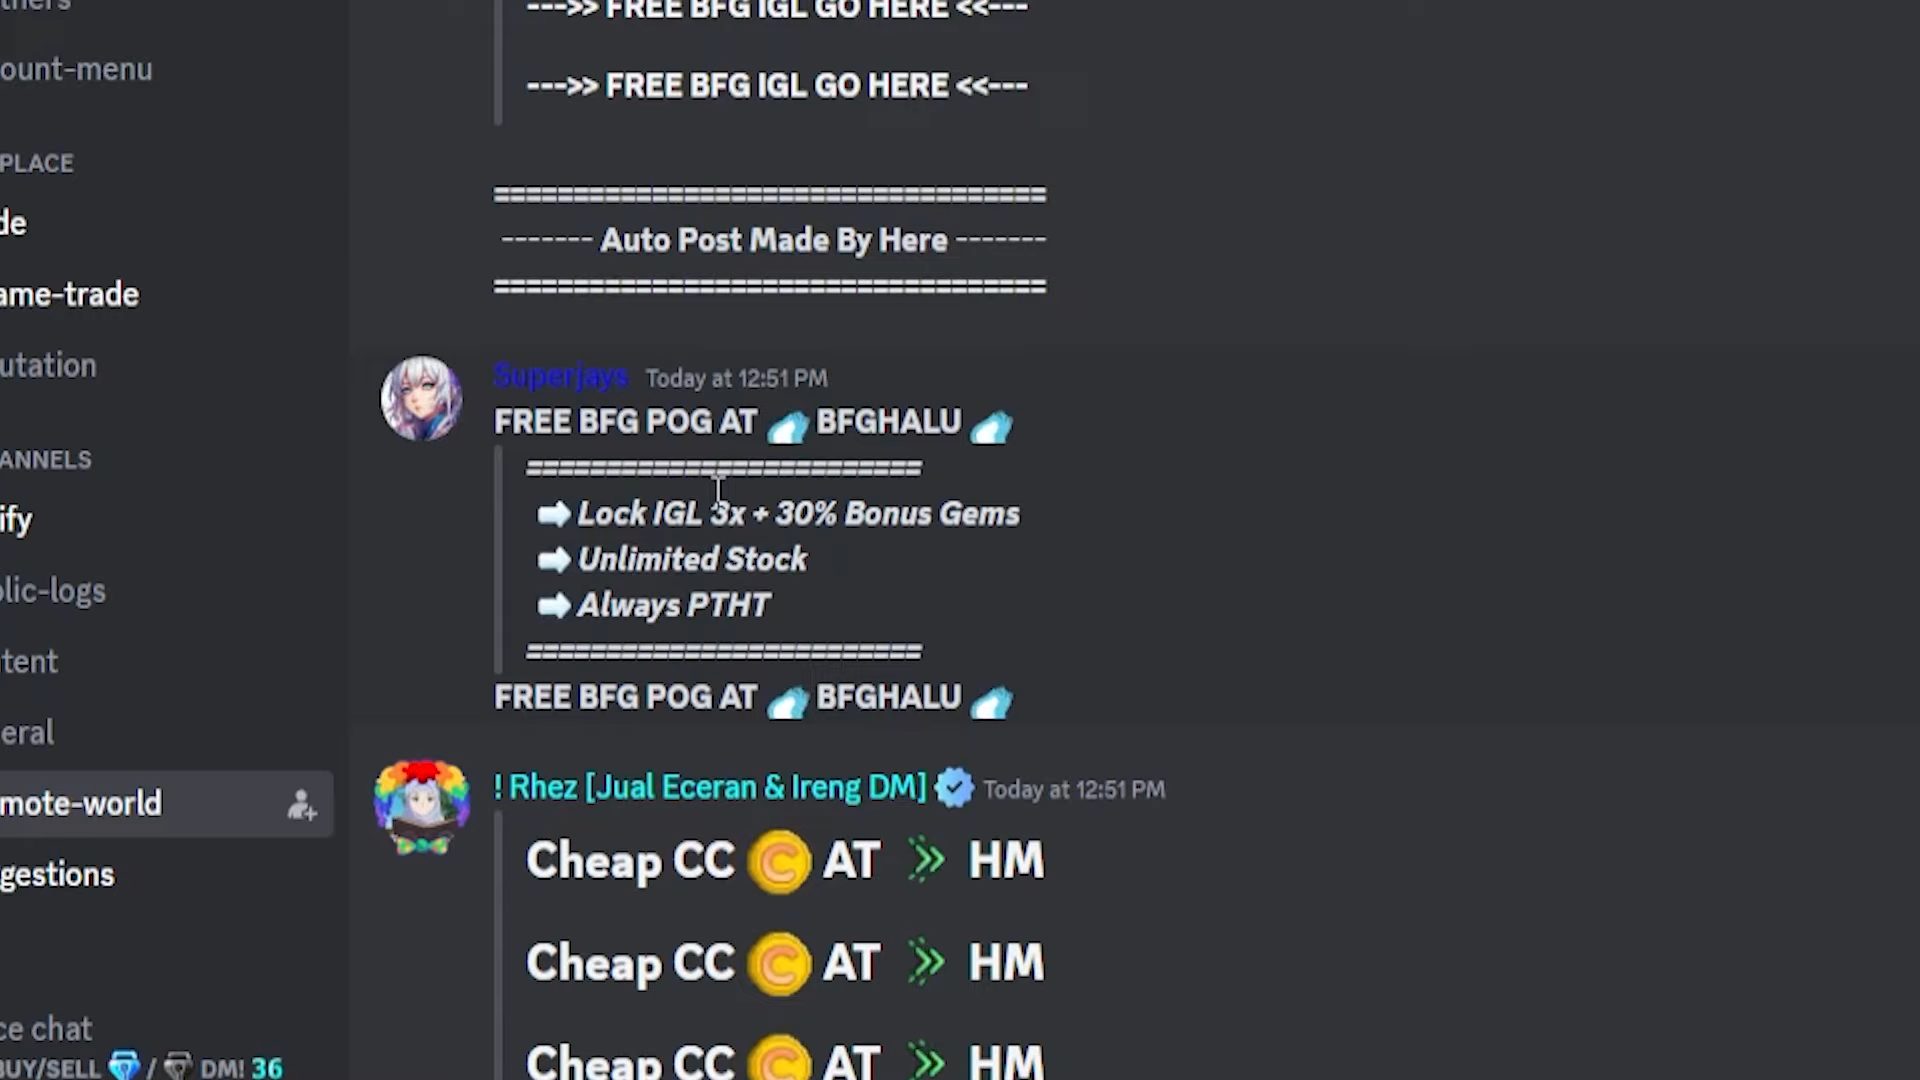 --->> FREE BFG IGL GO HERE <<---
ount-menu
--->> FREE BFG IGL GO HERE <<---
PLACE
==================================
de
------- Auto Post Made By Here -------
ame-trade
==================================
utation
Superjays Today at 12:51 PM
FREE BFG POG AT BFGHALU
ANNELS
========================
ify
Lock IGL 3x + 30% Bonus Gems
Unlimited Stock
lic-logs
Always PTHT
tent
========================
FREE BFG POG AT BFGHALU
eral
mote-world
! Rhez [Jual Eceran & Ireng DM] Today at 12:51 PM
Cheap CC C AT >> HM
gestions
Cheap CC C AT >> HM
ce chat
BUY/SELL / DM! 36
Cheap CC C AT >> HM